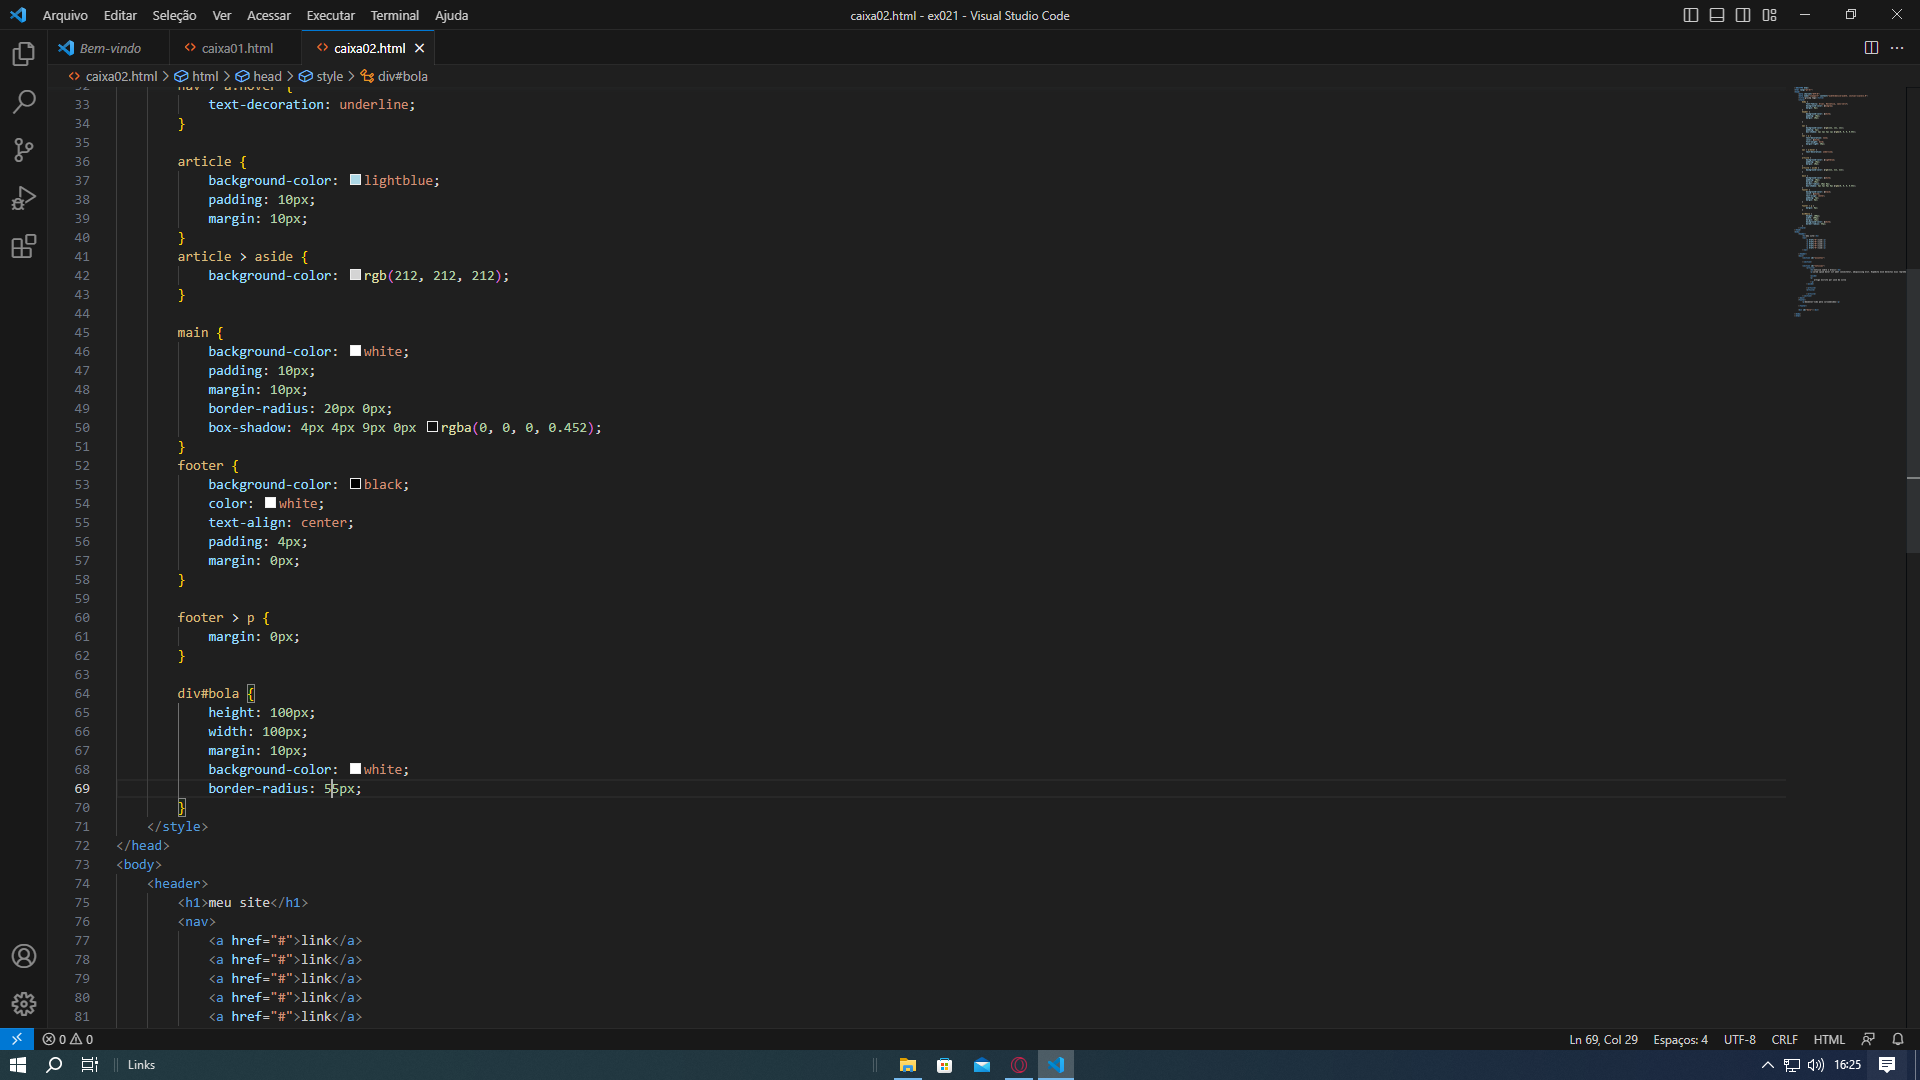 Arquivo Editar Seleção Ver Acessar Executar Terminal Ajuda
caixa02.html - ex021 - Visual Studio Code
Bem-vindo
<> caixa01.html
<> caixa02.html
<> caixa02.html > html > head > style > div#bola
32 nav > a:hover {
33 text-decoration: underline;
34 }
35
36 article {
37 background-color: lightblue;
38 padding: 10px;
39 margin: 10px;
40 }
41 article > aside {
42 background-color: rgb(212, 212, 212);
43 }
44
45 main {
46 background-color: white;
47 padding: 10px;
48 margin: 10px;
49 border-radius: 20px 0px;
50 box-shadow: 4px 4px 9px 0px rgba(0, 0, 0, 0.452);
51 }
52 footer {
53 background-color: black;
54 color: white;
55 text-align: center;
56 padding: 4px;
57 margin: 0px;
58 }
59
60 footer > p {
61 margin: 0px;
62 }
63
64 div#bola {
65 height: 100px;
66 width: 100px;
67 margin: 10px;
68 background-color: white;
69 border-radius: 55px;
70 }
71 </style>
72 </head>
73 <body>
74 <header>
75 <h1>meu site</h1>
76 <nav>
77 <a href="#">link</a>
78 <a href="#">link</a>
79 <a href="#">link</a>
80 <a href="#">link</a>
81 <a href="#">link</a>
0 0
Ln 69, Col 29 Espaços: 4 UTF-8 CRLF HTML
Links
16:25